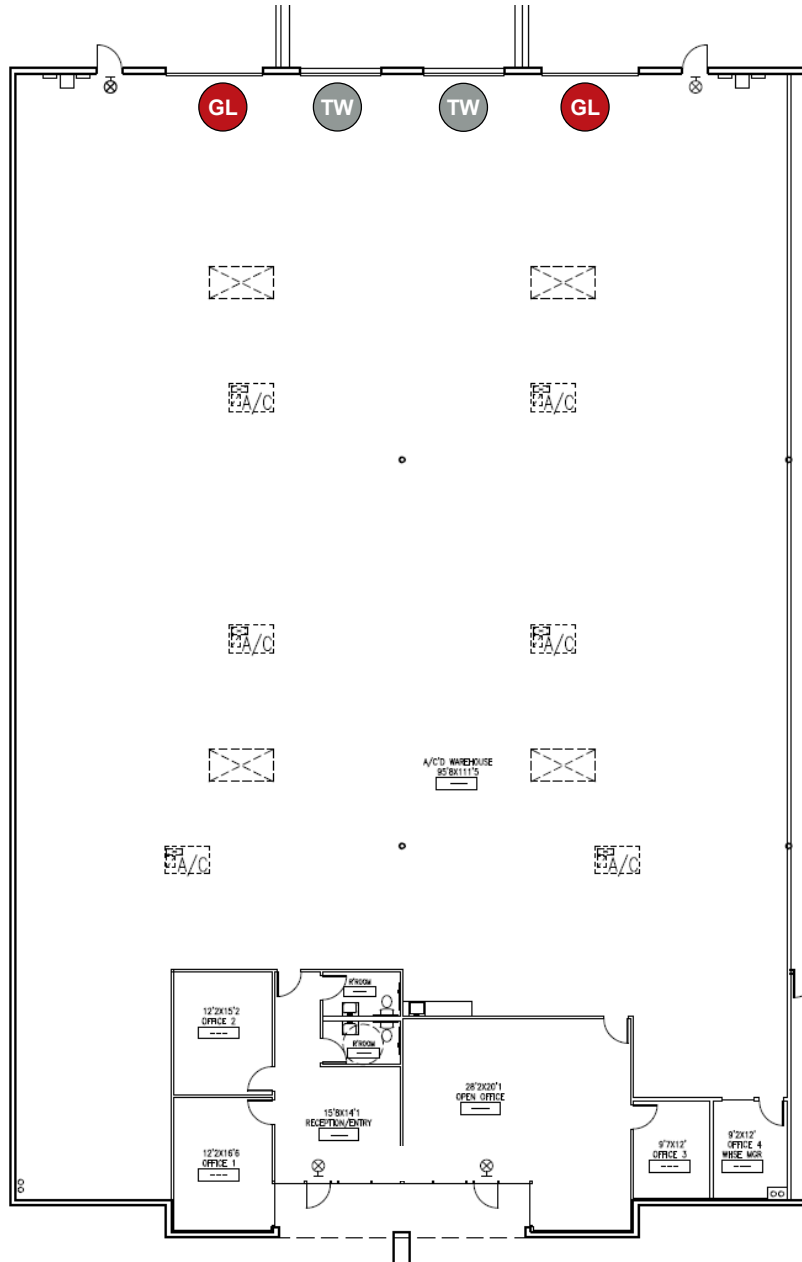 GL
TW
TW
GL
A/C
A/C
A/C
A/C
A/C'D WAREHOUSE
95'8X111'5
A/C
A/C
R'ROOM
12'2X15'2
OFFICE 2
R'ROOM
28'2X20'1
OPEN OFFICE
15'8X14'1
RECEPTION/ENTRY
12'2X16'6
OFFICE 1
9'7X12'
OFFICE 3
9'2X12'
OFFICE 4
WHSE MGR